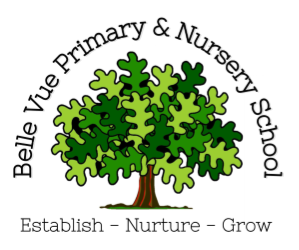 Belle Vue Primary & Nursery School
Establish - Nurture - Grow